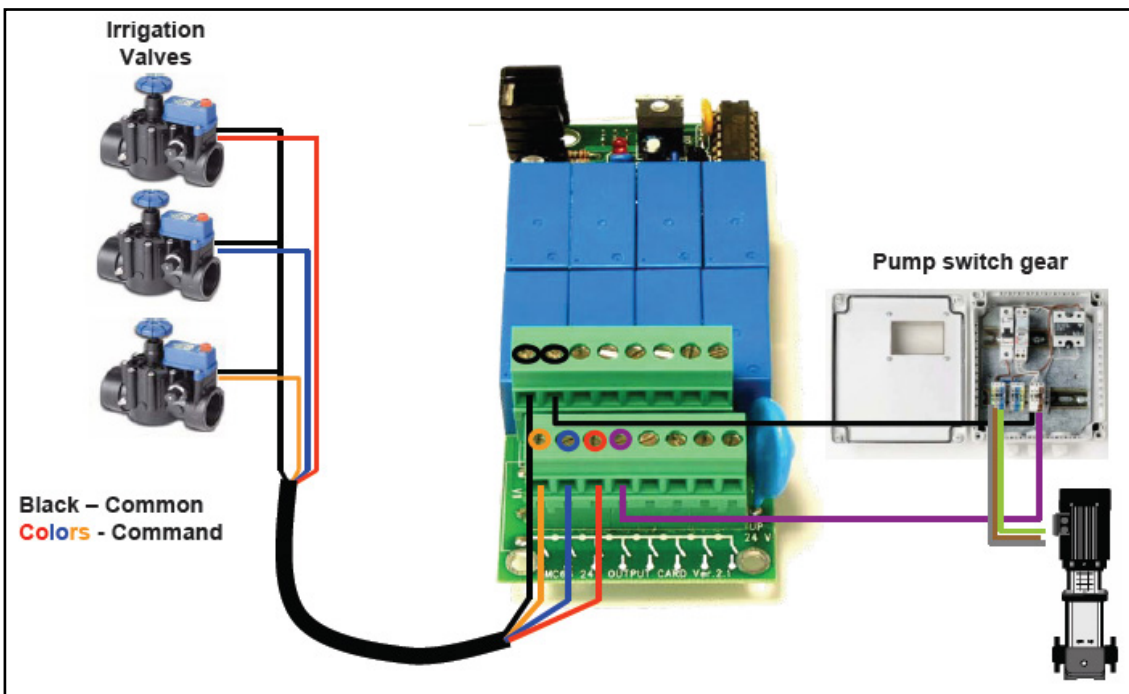 Irrigation
Valves
Pump switch gear
Black – Common
Colors - Command
24 V
OUTPUT CARD Ver.2.1